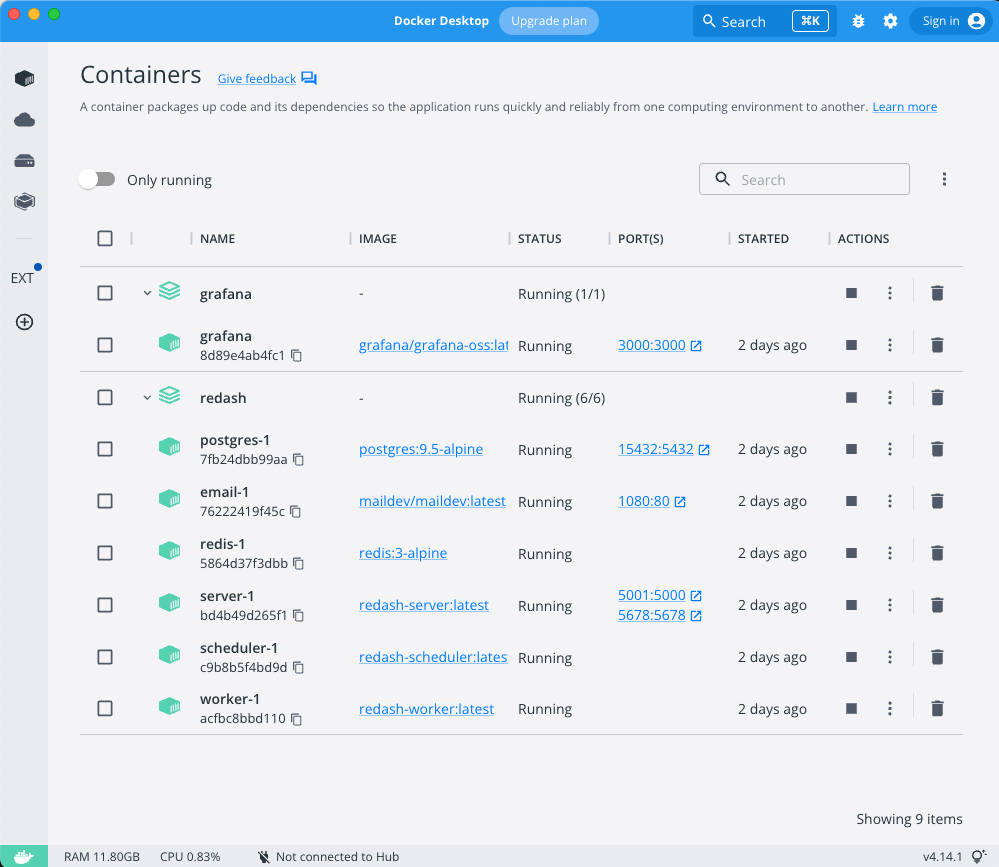 Docker Desktop Upgrade plan Search ⌘K Sign in
Containers Give feedback
A container packages up code and its dependencies so the application runs quickly and reliably from one computing environment to another. Learn more
Only running Search
NAME IMAGE STATUS PORT(S) STARTED ACTIONS
EXT
grafana - Running (1/1)
grafana
8d89e4ab4fc1 grafana/grafana-oss:lat Running 3000:3000 2 days ago
redash - Running (6/6)
postgres-1
7fb24dbb99aa postgres:9.5-alpine Running 15432:5432 2 days ago
email-1
76222419f45c maildev/maildev:latest Running 1080:80 2 days ago
redis-1
5864d37f3dbb redis:3-alpine Running 2 days ago
server-1 5001:5000
bd4b49d265f1 redash-server:latest Running 5678:5678 2 days ago
scheduler-1
c9b8b5f4bd9d redash-scheduler:lates Running 2 days ago
worker-1
acfbc8bbd110 redash-worker:latest Running 2 days ago
Showing 9 items
RAM 11.80GB CPU 0.83% Not connected to Hub v4.14.1